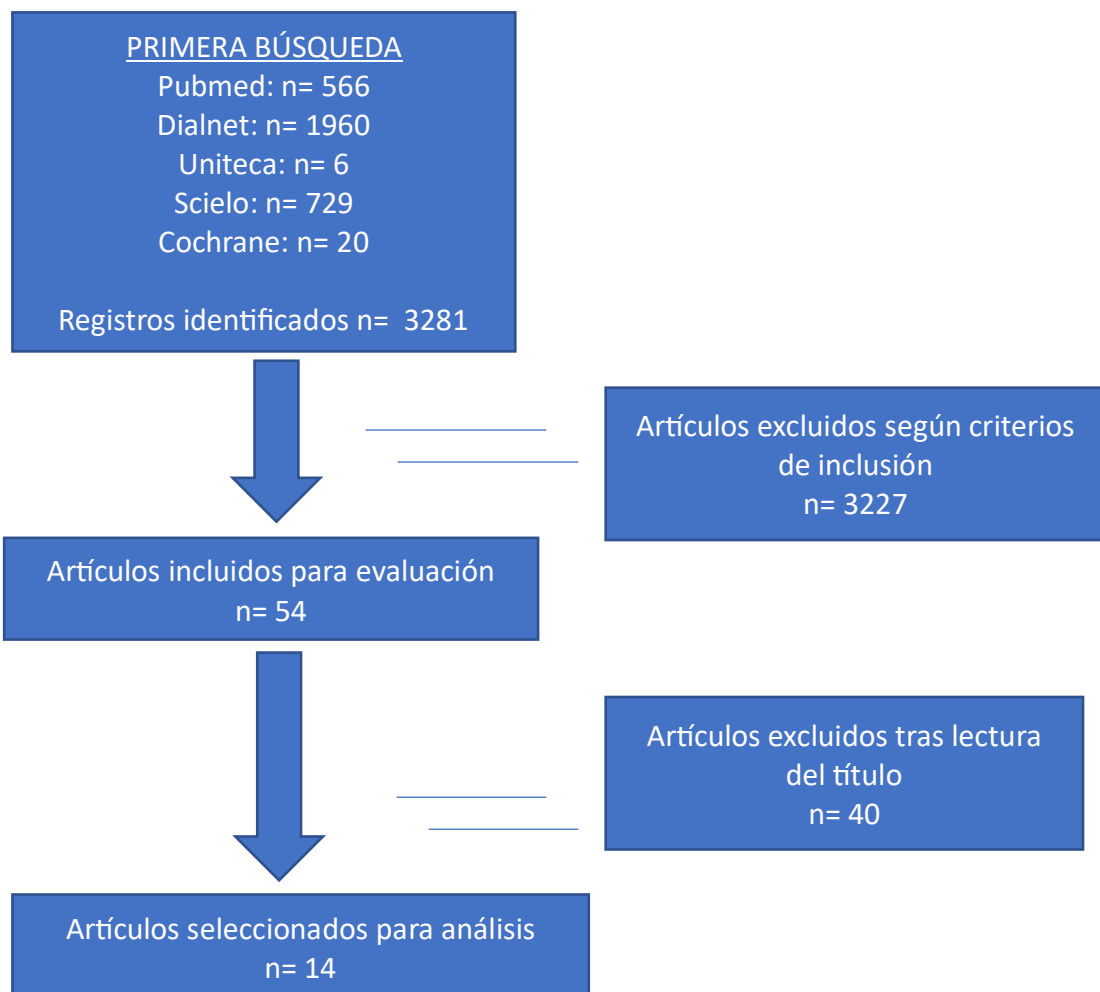 PRIMERA BÚSQUEDA
Pubmed: n= 566
Dialnet: n= 1960
Uniteca: n= 6
Scielo: n= 729
Cochrane: n= 20
Registros identificados n=  3281
Artículos excluidos según criterios
de inclusión
n= 3227
Artículos incluidos para evaluación
n= 54
Artículos excluidos tras lectura
del título
n= 40
Artículos seleccionados para análisis
n= 14